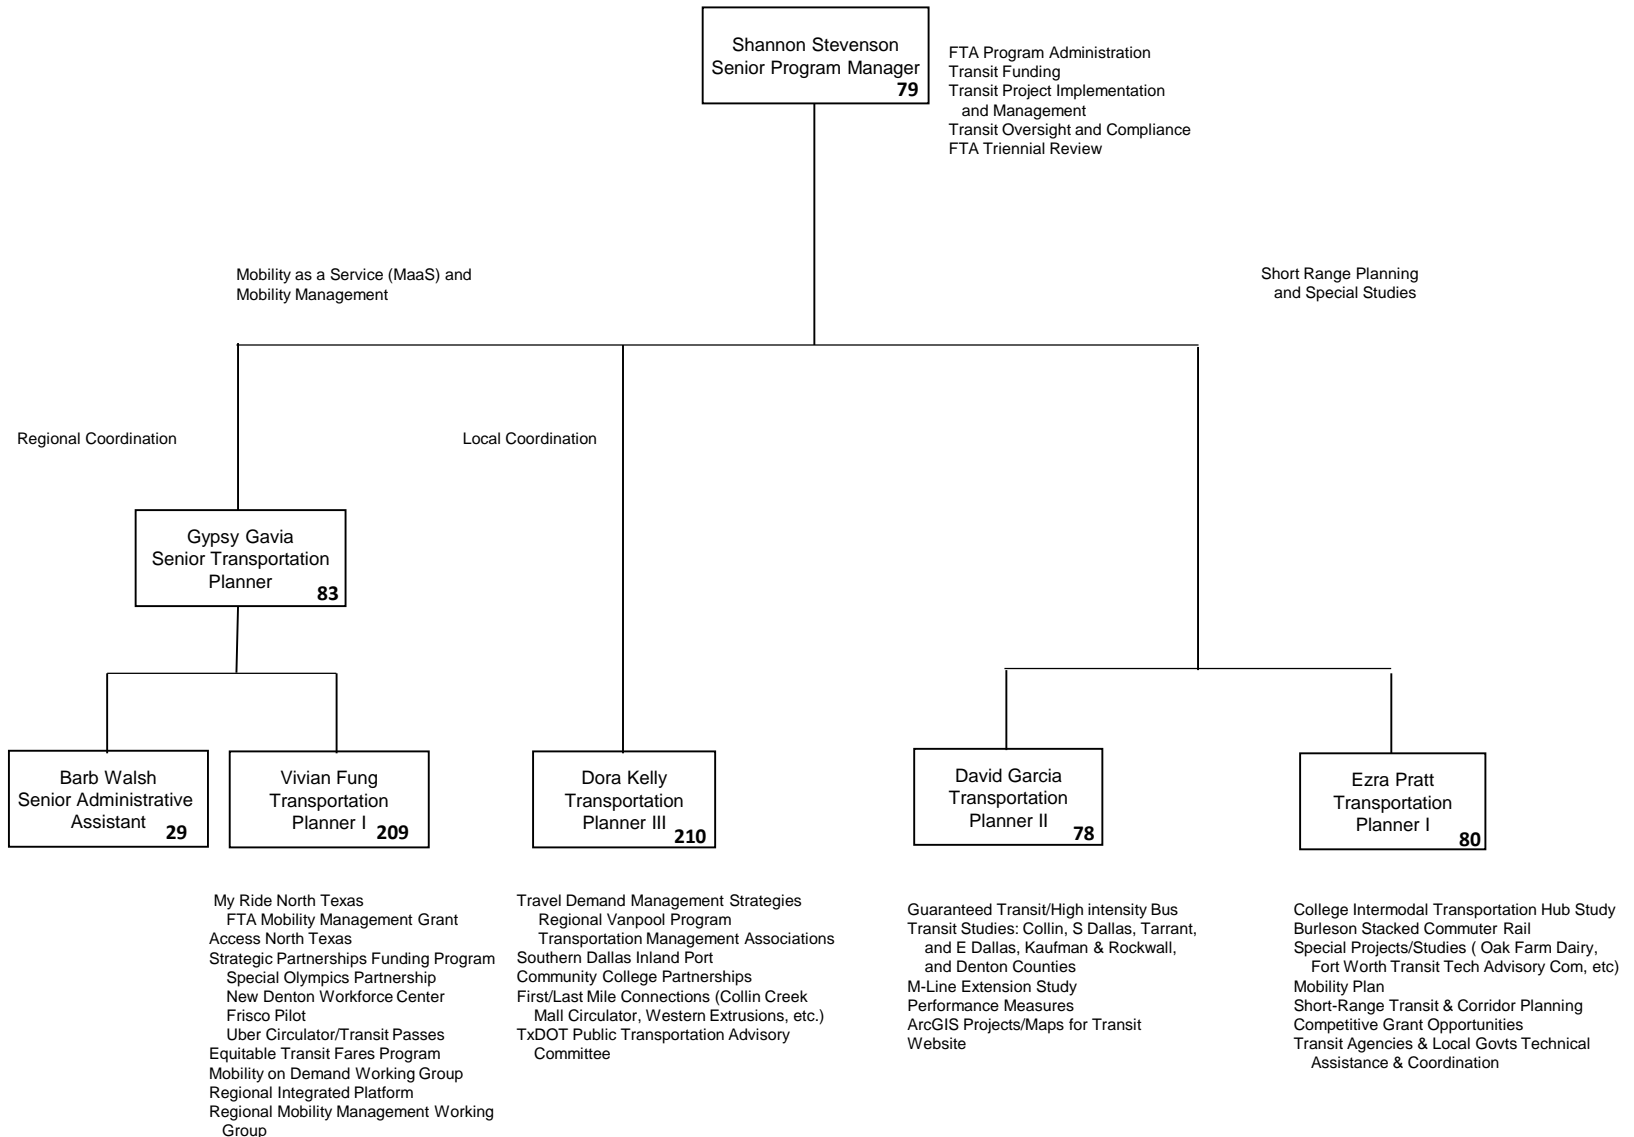 Shannon Stevenson
Senior Program Manager
79
FTA Program Administration
Transit Funding
Transit Project Implementation
and Management
Transit Oversight and Compliance
FTA Triennial Review
Mobility as a Service (MaaS) and
Mobility Management
Short Range Planning
and Special Studies
Regional Coordination
Local Coordination
Gypsy Gavia
Senior Transportation
Planner
83
Barb Walsh
Senior Administrative
Assistant
29
Vivian Fung
Transportation
Planner I
209
Dora Kelly
Transportation
Planner III
210
David Garcia
Transportation
Planner II
78
Ezra Pratt
Transportation
Planner I
80
My Ride North Texas
FTA Mobility Management Grant
Access North Texas
Strategic Partnerships Funding Program
Special Olympics Partnership
New Denton Workforce Center
Frisco Pilot
Uber Circulator/Transit Passes
Equitable Transit Fares Program
Mobility on Demand Working Group
Regional Integrated Platform
Regional Mobility Management Working
Group
Travel Demand Management Strategies
Regional Vanpool Program
Transportation Management Associations
Southern Dallas Inland Port
Community College Partnerships
First/Last Mile Connections (Collin Creek
Mall Circulator, Western Extrusions, etc.)
TxDOT Public Transportation Advisory
Committee
Guaranteed Transit/High intensity Bus
Transit Studies: Collin, S Dallas, Tarrant,
and E Dallas, Kaufman & Rockwall,
and Denton Counties
M-Line Extension Study
Performance Measures
ArcGIS Projects/Maps for Transit
Website
College Intermodal Transportation Hub Study
Burleson Stacked Commuter Rail
Special Projects/Studies ( Oak Farm Dairy,
Fort Worth Transit Tech Advisory Com, etc)
Mobility Plan
Short-Range Transit & Corridor Planning
Competitive Grant Opportunities
Transit Agencies & Local Govts Technical
Assistance & Coordination